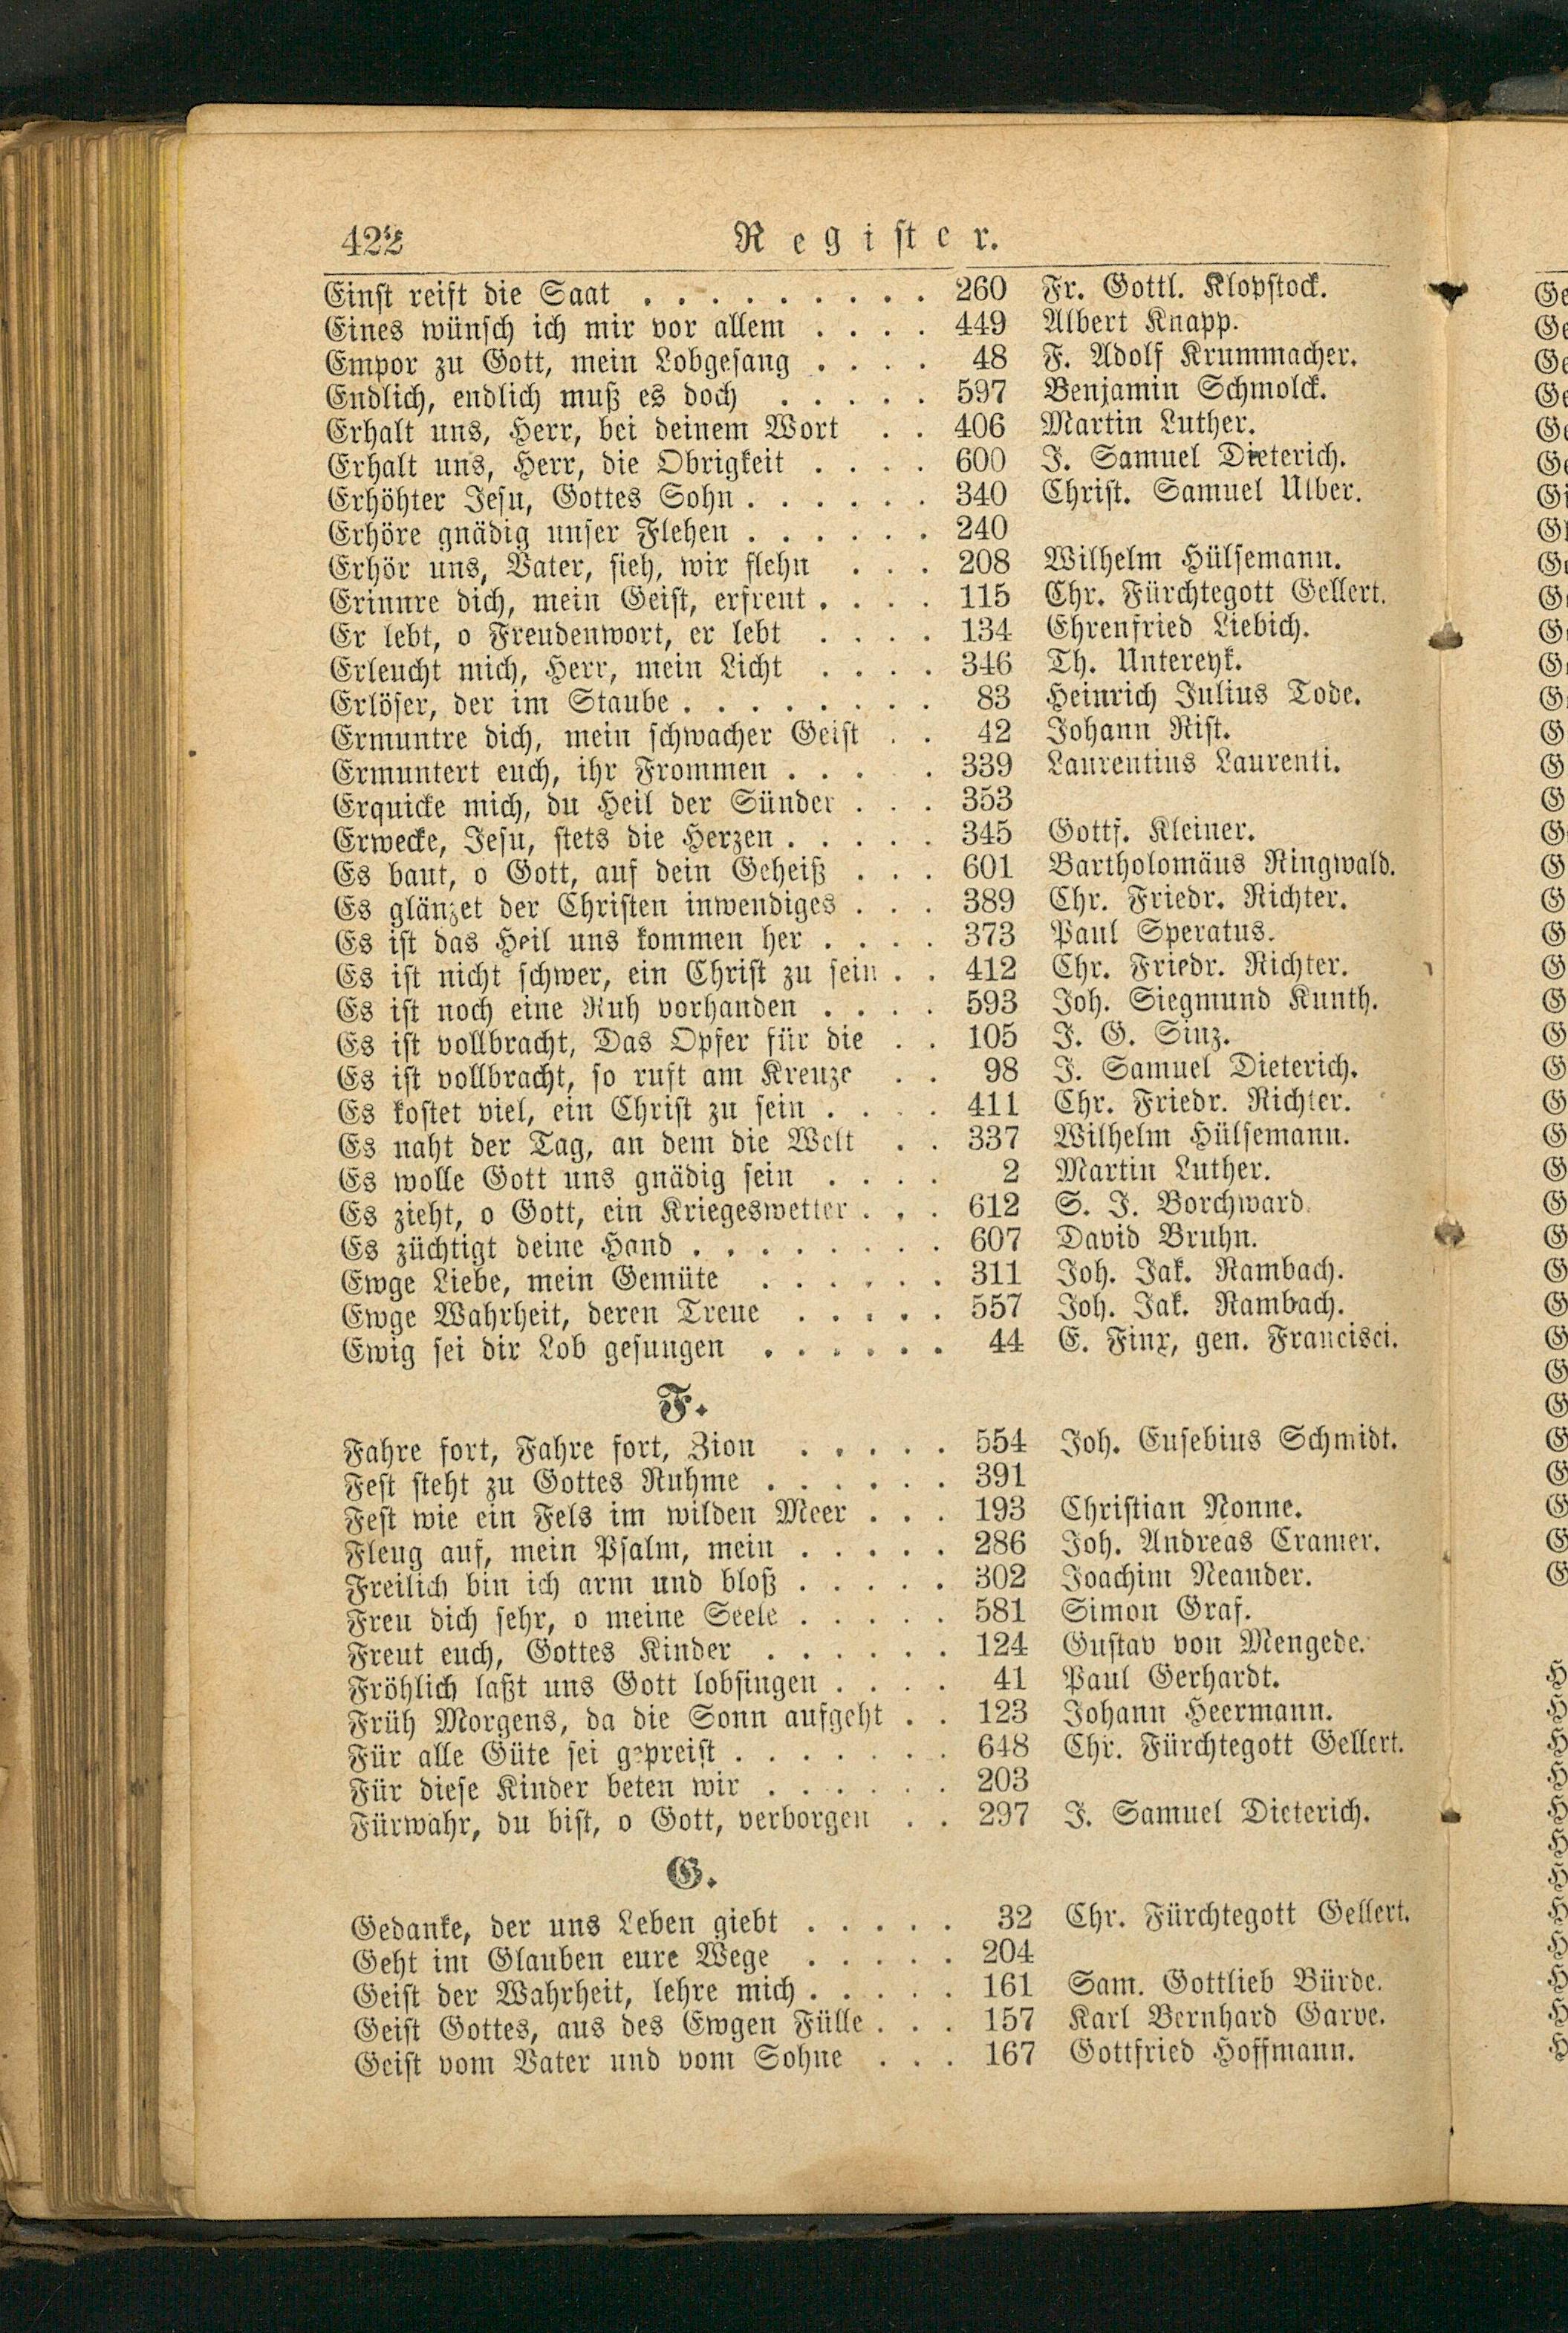 422 Register.
Einst reift die Saat . . . . . . . . . 260 Fr. Gottl. Klopstock.
Eines wünsch ich mir vor allem . . . . 449 Albert Knapp.
Empor zu Gott, mein Lobgesang . . . . 48 F. Adolf Krummacher.
Endlich, endlich muß es doch . . . . . 597 Benjamin Schmolck.
Erhalt uns, Herr, bei deinem Wort . . 406 Martin Luther.
Erhalt uns, Herr, die Obrigkeit . . . . 600 J. Samuel Dieterich.
Erhöhter Jesu, Gottes Sohn . . . . . . 340 Christ. Samuel Ulber.
Erhöre gnädig unser Flehen . . . . . . 240
Erhör uns, Vater, sieh, wir flehn . . . 208 Wilhelm Hülsemann.
Erinnre dich, mein Geist, erfreut . . . . 115 Chr. Fürchtegott Gellert.
Er lebt, o Freudenwort, er lebt . . . . 134 Ehrenfried Liebich.
Erleucht mich, Herr, mein Licht . . . . 346 Th. Untereyk.
Erlöser, der im Staube . . . . . . . . 83 Heinrich Julius Tode.
Ermuntre dich, mein schwacher Geist . . 42 Johann Rist.
Ermuntert euch, ihr Frommen . . . . . 339 Laurentius Laurenti.
Erquicke mich, du Heil der Sünder . . . 353
Erwecke, Jesu, stets die Herzen . . . . . 345 Gottf. Kleiner.
Es baut, o Gott, auf dein Geheiß . . . 601 Bartholomäus Ringwald.
Es glänzet der Christen inwendiges . . . 389 Chr. Friedr. Richter.
Es ist das Heil uns kommen her . . . . 373 Paul Speratus.
Es ist nicht schwer, ein Christ zu sein . . 412 Chr. Friedr. Richter.
Es ist noch eine Ruh vorhanden . . . . 593 Joh. Siegmund Kunth.
Es ist vollbracht, Das Opfer für die . . 105 J. G. Sinz.
Es ist vollbracht, so ruft am Kreuze . . 98 J. Samuel Dieterich.
Es kostet viel, ein Christ zu sein . . . . 411 Chr. Friedr. Richter.
Es naht der Tag, an dem die Welt . . 337 Wilhelm Hülsemann.
Es wolle Gott uns gnädig sein . . . . 2 Martin Luther.
Es zieht, o Gott, ein Kriegeswetter . . . 612 S. J. Borchward.
Es züchtigt deine Hand . . . . . . . . 607 David Bruhn.
Ewge Liebe, mein Gemüte . . . . . . 311 Joh. Jak. Rambach.
Ewge Wahrheit, deren Treue . . . . . 557 Joh. Jak. Rambach.
Ewig sei dir Lob gesungen . . . . . . 44 E. Finx, gen. Francisci.
F.
Fahre fort, Fahre fort, Zion . . . . . 554 Joh. Eusebius Schmidt.
Fest steht zu Gottes Ruhme . . . . . . 391
Fest wie ein Fels im wilden Meer . . . 193 Christian Nonne.
Fleug auf, mein Psalm, mein . . . . . 286 Joh. Andreas Cramer.
Freilich bin ich arm und bloß . . . . . 302 Joachim Neander.
Freu dich sehr, o meine Seele . . . . . 581 Simon Graf.
Freut euch, Gottes Kinder . . . . . . 124 Gustav von Mengede.
Fröhlich laßt uns Gott lobsingen . . . . 41 Paul Gerhardt.
Früh Morgens, da die Sonn aufgeht . . 123 Johann Heermann.
Für alle Güte sei gepreist . . . . . . . 648 Chr. Fürchtegott Gellert.
Für diese Kinder beten wir . . . . . . 203
Fürwahr, du bist, o Gott, verborgen . . 297 J. Samuel Dieterich.
G.
Gedanke, der uns Leben giebt . . . . . 32 Chr. Fürchtegott Gellert.
Geht im Glauben eure Wege . . . . . 204
Geist der Wahrheit, lehre mich . . . . . 161 Sam. Gottlieb Bürde.
Geist Gottes, aus des Ewgen Fülle . . . 157 Karl Bernhard Garve.
Geist vom Vater und vom Sohne . . . 167 Gottfried Hoffmann.